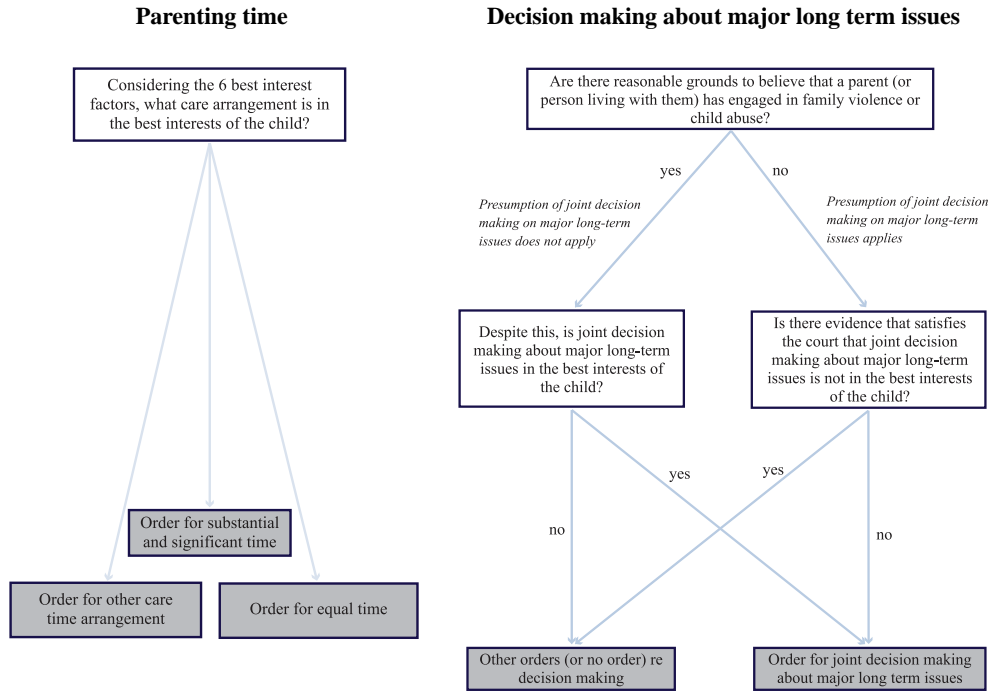 Parenting time
Considering the 6 best interest
factors, what care arrangement is in
the best interests of the child?
Order for substantial
and significant time
Order for other care
time arrangement
Order for equal time
Decision making about major long term issues
Are there reasonable grounds to believe that a parent (or
person living with them) has engaged in family violence or
child abuse?
yes
no
Presumption of joint decision
making on major long-term
issues does not apply
Presumption of joint decision
making on major long-term
issues applies
Despite this, is joint decision
making about major long-term
issues in the best interests of
the child?
Is there evidence that satisfies
the court that joint decision
making about major long-term
issues is not in the best interests
of the child?
yes
yes
no
no
Other orders (or no order) re
decision making
Order for joint decision making
about major long term issues